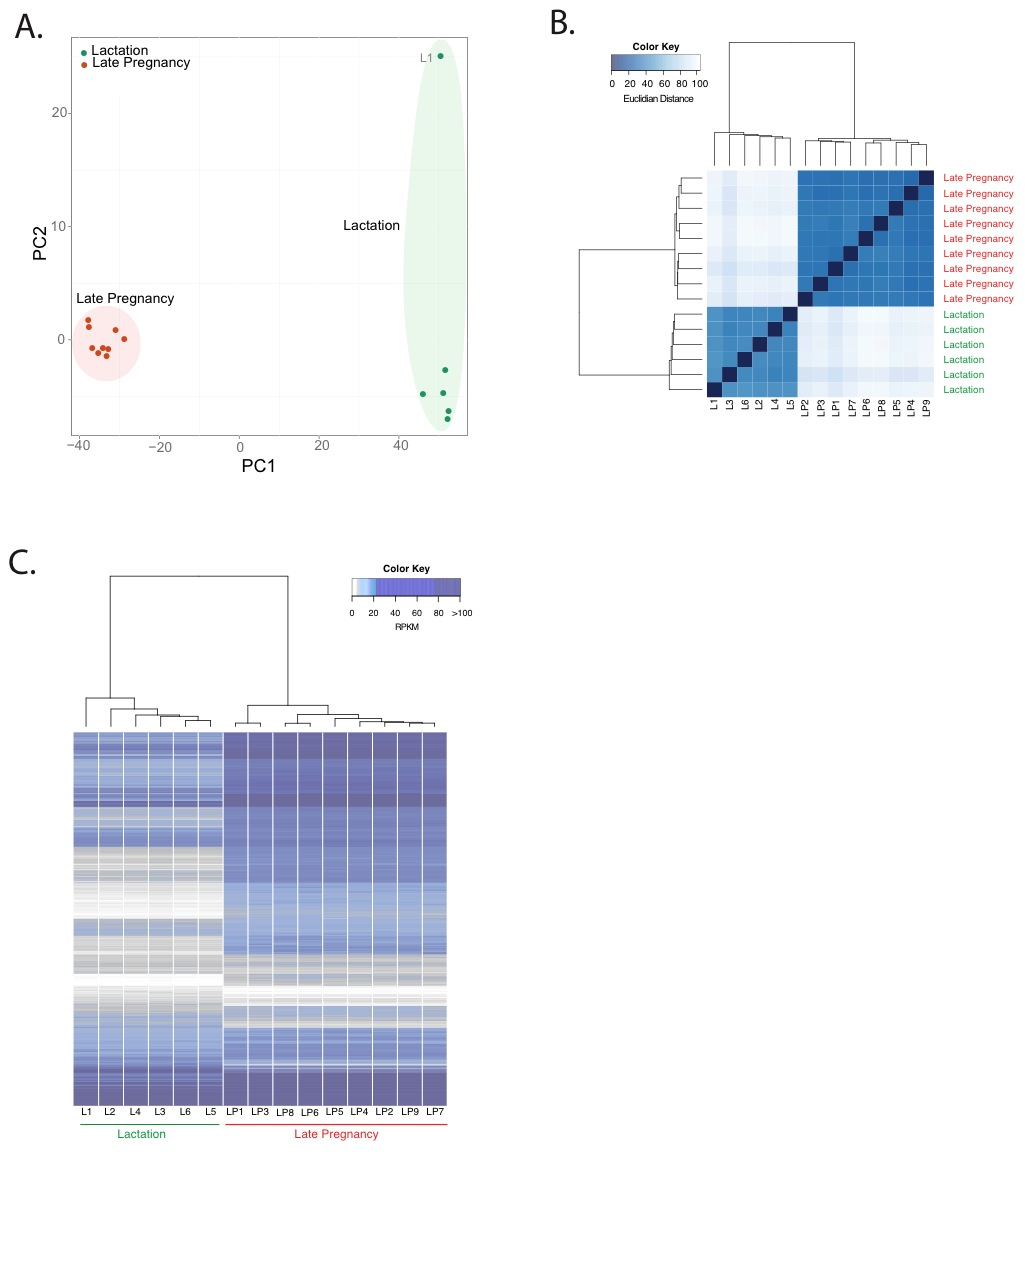 A.
Lactation
Late Pregnancy
L1
Lactation
Late Pregnancy
20
10
0
PC2
−40 −20 0 20 40
PC1
B.
Color Key
0 20 40 60 80 100
Euclidian Distance
Late Pregnancy
Late Pregnancy
Late Pregnancy
Late Pregnancy
Late Pregnancy
Late Pregnancy
Late Pregnancy
Late Pregnancy
Late Pregnancy
Lactation
Lactation
Lactation
Lactation
Lactation
Lactation
L1 L3 L6 L2 L4 L5 LP2 LP3 LP1 LP7 LP6 LP8 LP5 LP4 LP9
C.
Color Key
0 20 40 60 80 >100
RPKM
L1 L2 L4 L3 L6 L5 LP1 LP3 LP8 LP6 LP5 LP4 LP2 LP9 LP7
Lactation Late Pregnancy